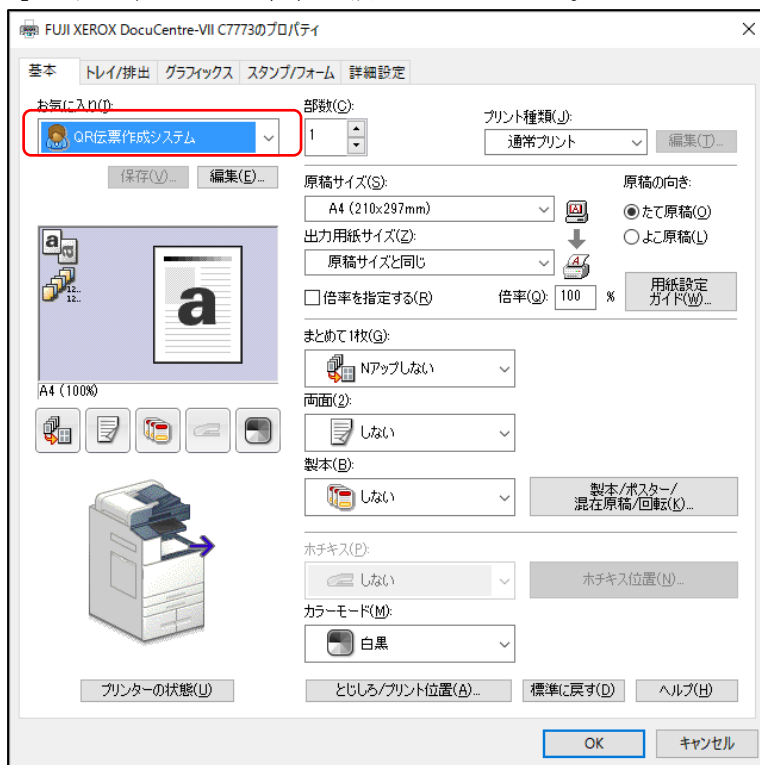 FUJI XEROX DocuCentre-VII C7773のプロパティ
基本 トレイ/排出 グラフィックス スタンプ/フォーム 詳細設定
お気に入り(I):
QR伝票作成システム
保存(V)... 編集(E)...
部数(C):
1
プリント種類(J):
通常プリント 編集(T)...
原稿サイズ(S):
A4 (210x297mm)
原稿の向き:
たて原稿(O)
よこ原稿(L)
出力用紙サイズ(Z):
原稿サイズと同じ
倍率を指定する(R) 倍率(Q): 100 %
用紙設定
ガイド(W)...
a
12..
12..
a
A4 (100%)
まとめて1枚(G):
Nアップしない
両面(2):
しない
製本(B):
しない
製本/ポスター/
混在原稿/回転(K)...
ホチキス(P):
しない ホチキス位置(N)...
カラーモード(M):
白黒
プリンターの状態(U) とじしろ/プリント位置(A)... 標準に戻す(D) ヘルプ(H)
OK キャンセル